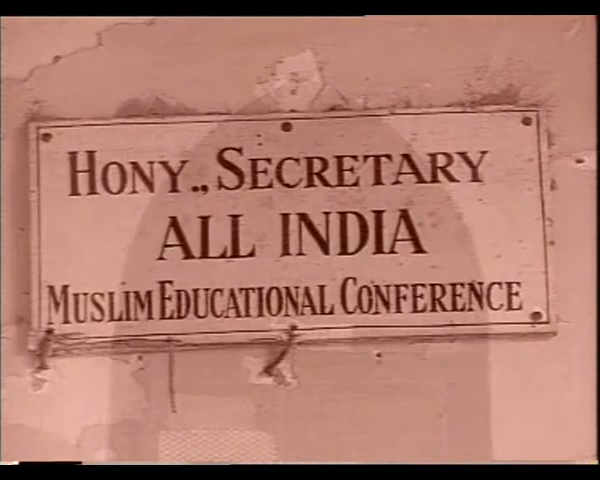 HONY., SECRETARY
ALL INDIA
MUSLIM EDUCATIONAL CONFERENCE